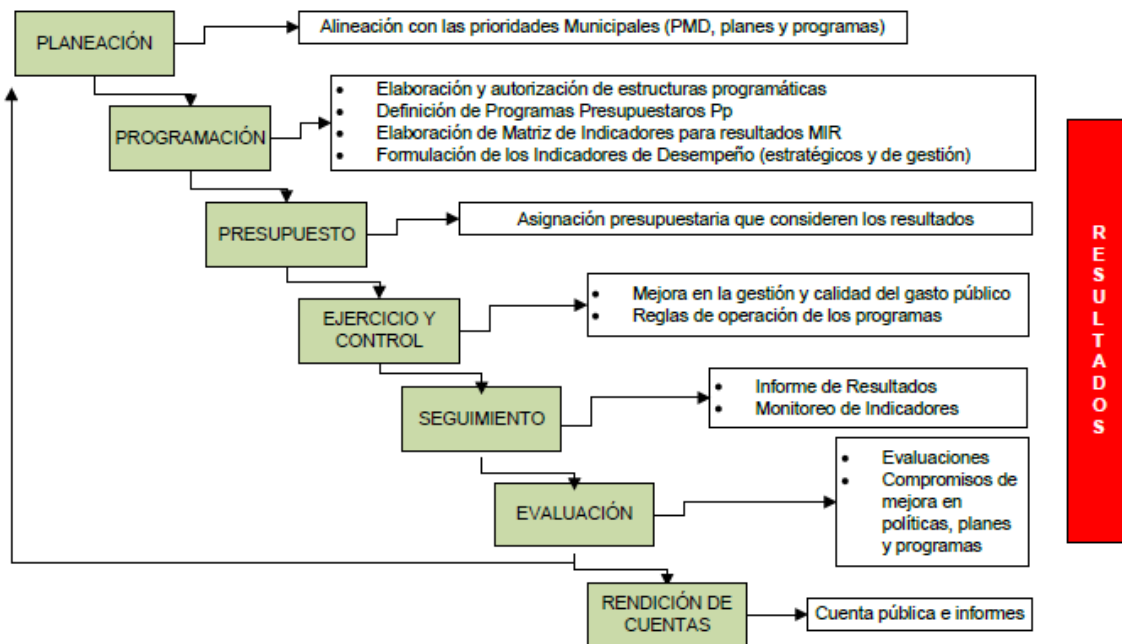 PLANEACIÓN
Alineación con las prioridades Municipales (PMD, planes y programas)
PROGRAMACIÓN
• Elaboración y autorización de estructuras programáticas
• Definición de Programas Presupuestaros Pp
• Elaboración de Matriz de Indicadores para resultados MIR
• Formulación de los Indicadores de Desempeño (estratégicos y de gestión)
PRESUPUESTO
Asignación presupuestaria que consideren los resultados
EJERCICIO Y
CONTROL
• Mejora en la gestión y calidad del gasto público
• Reglas de operación de los programas
SEGUIMIENTO
• Informe de Resultados
• Monitoreo de Indicadores
EVALUACIÓN
• Evaluaciones
• Compromisos de
mejora en
políticas, planes
y programas
RENDICIÓN DE
CUENTAS
Cuenta pública e informes
RESULTADOS